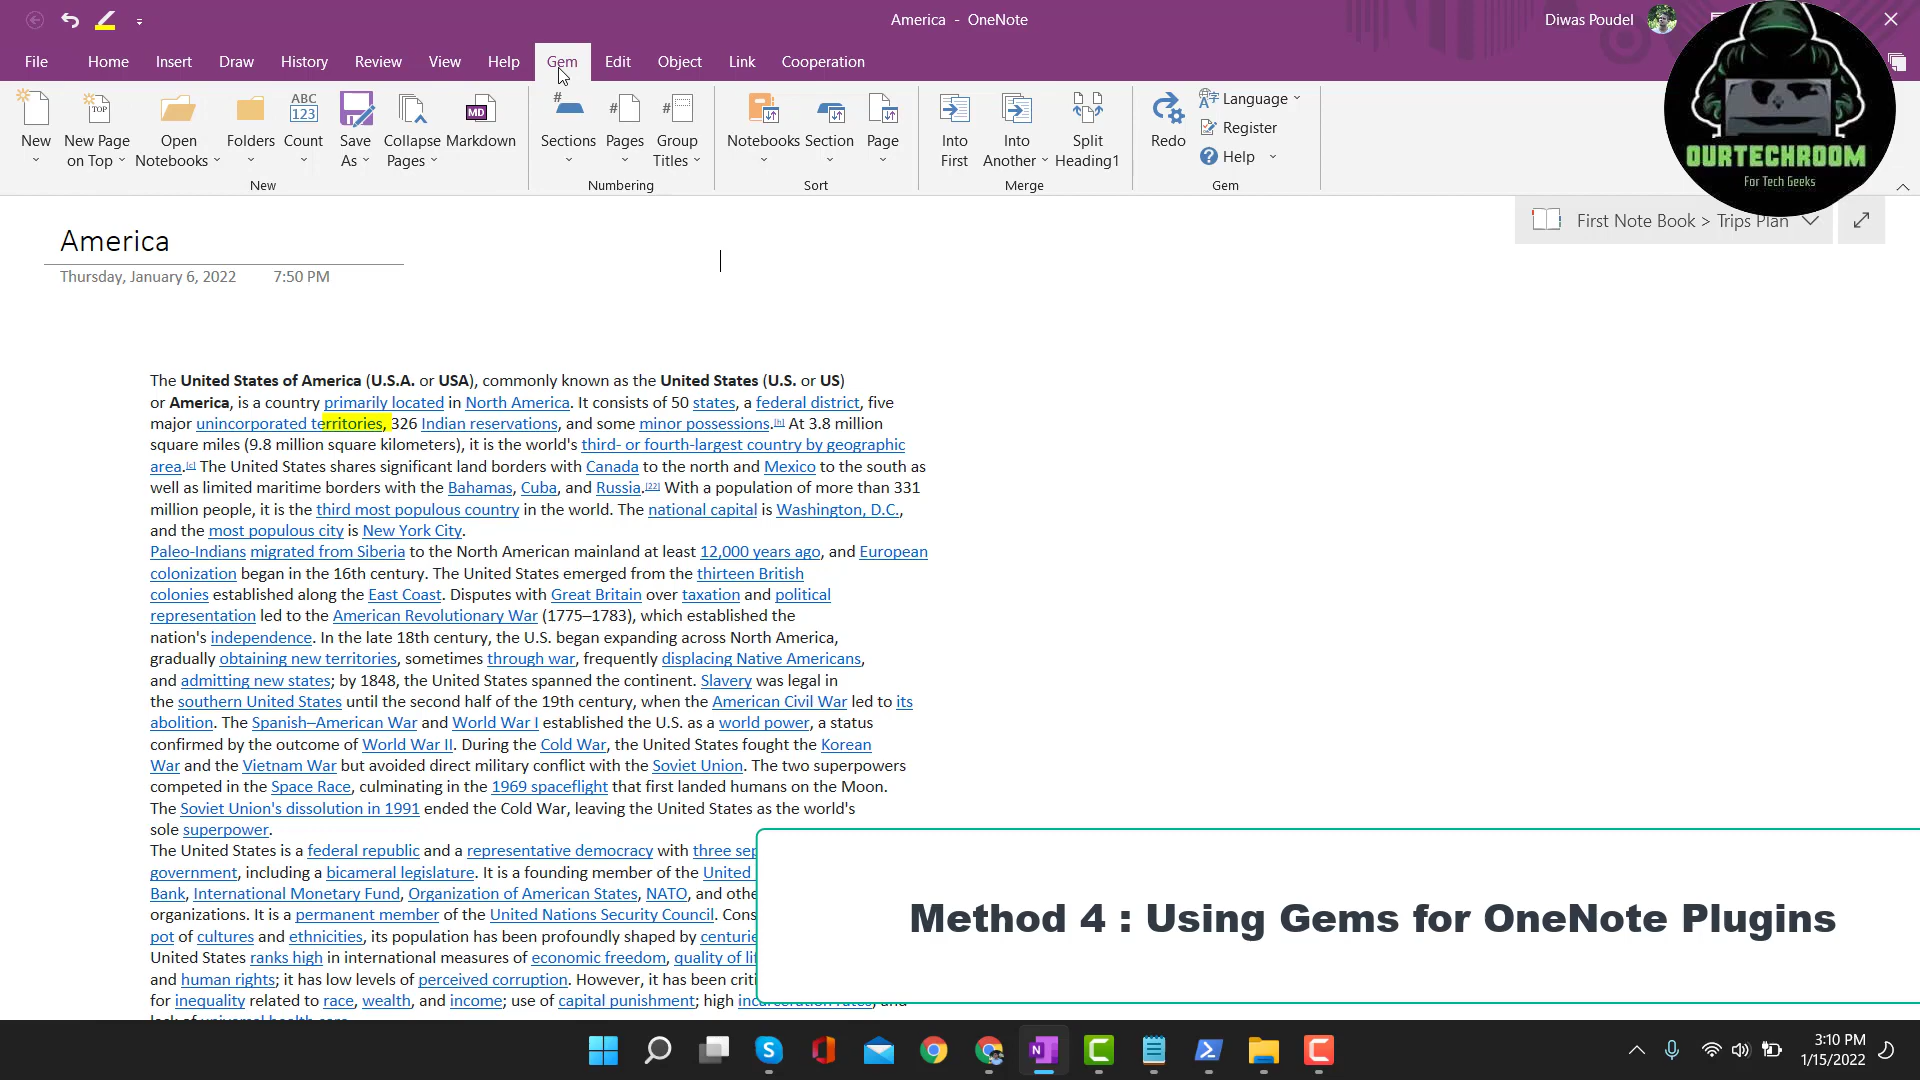 America - OneNote
Diwas Poudel
File Home Insert Draw History Review View Help Gem Edit Object Link Cooperation
New
New Page on Top
Open Notebooks
Folders
ABC 123
Count
Save As
Collapse Pages
MD
Markdown
Sections
Pages
Group Titles
Notebooks
Section
Page
Into First
Into Another
Split Heading1
Redo
Language
Register
Help
New
Numbering
Sort
Merge
Gem
OURTECHROOM
For Tech Geeks
First Note Book > Trips Plan
America
Thursday, January 6, 2022 7:50 PM
The United States of America (U.S.A. or USA), commonly known as the United States (U.S. or US)
or America, is a country primarily located in North America. It consists of 50 states, a federal district, five
major unincorporated territories, 326 Indian reservations, and some minor possessions.[h] At 3.8 million
square miles (9.8 million square kilometers), it is the world's third- or fourth-largest country by geographic
area.[c] The United States shares significant land borders with Canada to the north and Mexico to the south as
well as limited maritime borders with the Bahamas, Cuba, and Russia.[22] With a population of more than 331
million people, it is the third most populous country in the world. The national capital is Washington, D.C.,
and the most populous city is New York City.
Paleo-Indians migrated from Siberia to the North American mainland at least 12,000 years ago, and European
colonization began in the 16th century. The United States emerged from the thirteen British
colonies established along the East Coast. Disputes with Great Britain over taxation and political
representation led to the American Revolutionary War (1775–1783), which established the
nation's independence. In the late 18th century, the U.S. began expanding across North America,
gradually obtaining new territories, sometimes through war, frequently displacing Native Americans,
and admitting new states; by 1848, the United States spanned the continent. Slavery was legal in
the southern United States until the second half of the 19th century, when the American Civil War led to its
abolition. The Spanish–American War and World War I established the U.S. as a world power, a status
confirmed by the outcome of World War II. During the Cold War, the United States fought the Korean
War and the Vietnam War but avoided direct military conflict with the Soviet Union. The two superpowers
competed in the Space Race, culminating in the 1969 spaceflight that first landed humans on the Moon.
The Soviet Union's dissolution in 1991 ended the Cold War, leaving the United States as the world's
sole superpower.
The United States is a federal republic and a representative democracy with three sep
government, including a bicameral legislature. It is a founding member of the United
Bank, International Monetary Fund, Organization of American States, NATO, and othe
organizations. It is a permanent member of the United Nations Security Council. Cons
pot of cultures and ethnicities, its population has been profoundly shaped by centurie
United States ranks high in international measures of economic freedom, quality of lif
and human rights; it has low levels of perceived corruption. However, it has been criti
for inequality related to race, wealth, and income; use of capital punishment; high incarceration rates; and
lack of universal health care.
Method 4 : Using Gems for OneNote Plugins
3:10 PM
1/15/2022